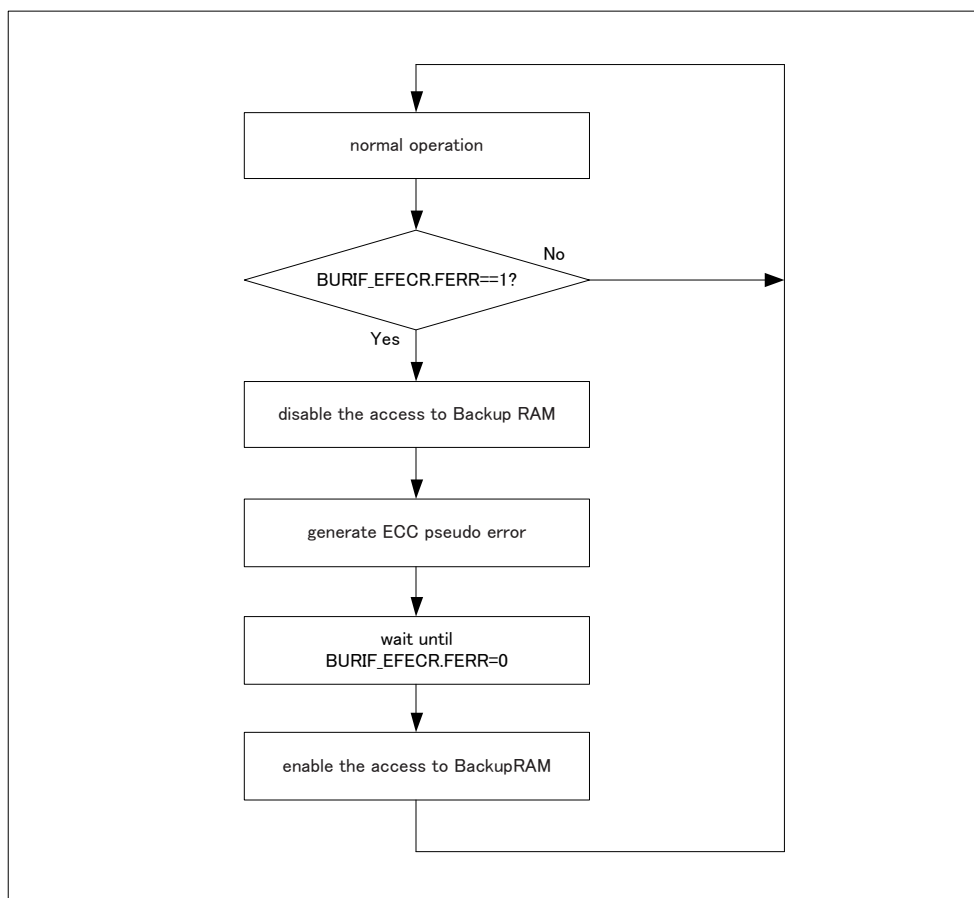 normal operation
No
BURIF_EFECR.FERR==1?
Yes
disable the access to Backup RAM
generate ECC pseudo error
wait until
BURIF_EFECR.FERR=0
enable the access to BackupRAM